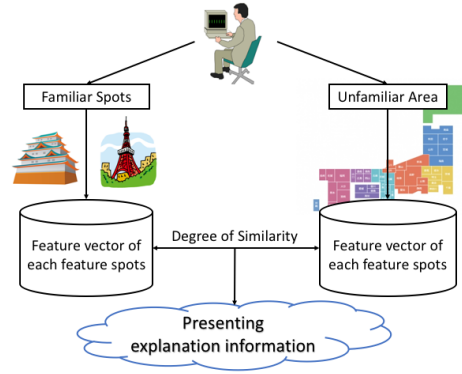 Familiar Spots
Unfamiliar Area
Feature vector of
each feature spots
Degree of Similarity
Feature vector of
each feature spots
Presenting
explanation information